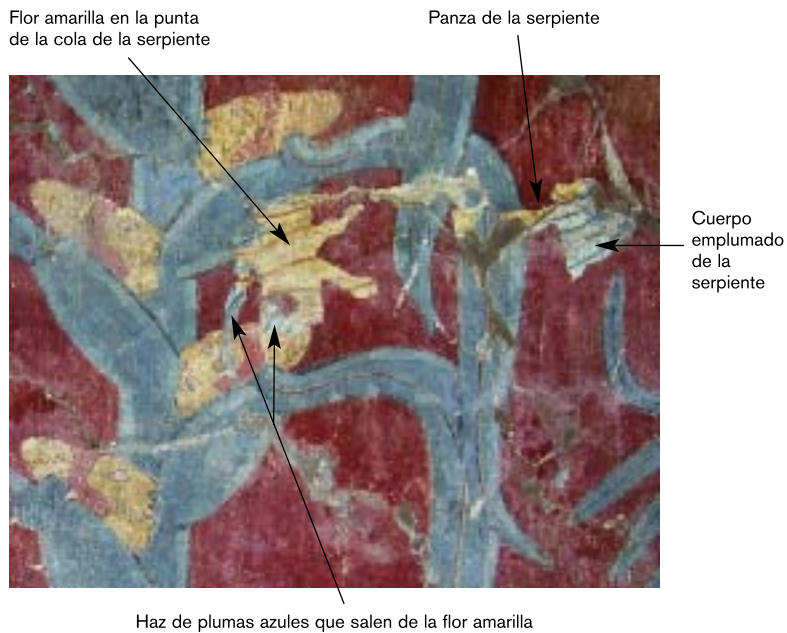 Flor amarilla en la punta
de la cola de la serpiente
Panza de la serpiente
Cuerpo
emplumado
de la
serpiente
Haz de plumas azules que salen de la flor amarilla